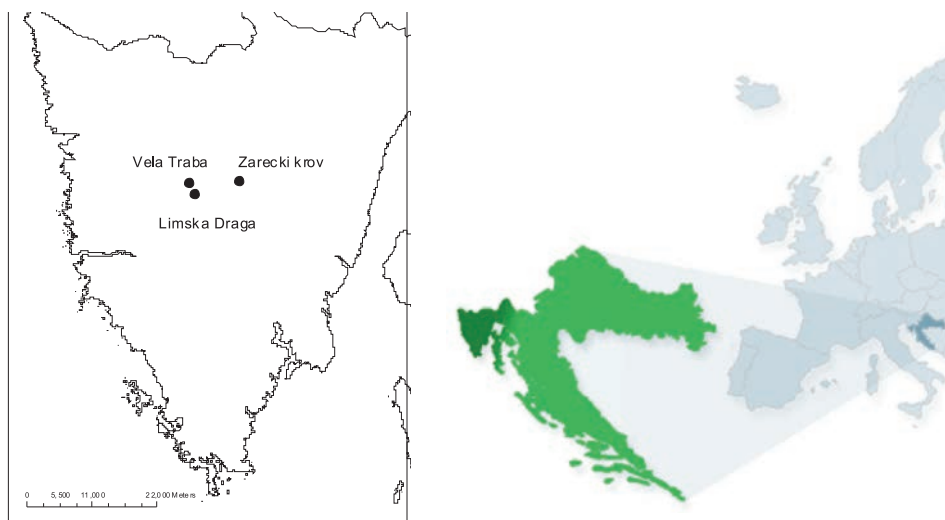 Vela Traba
Zarecki krov
Limska Draga
0 5,500 11,000 22,000 Meters